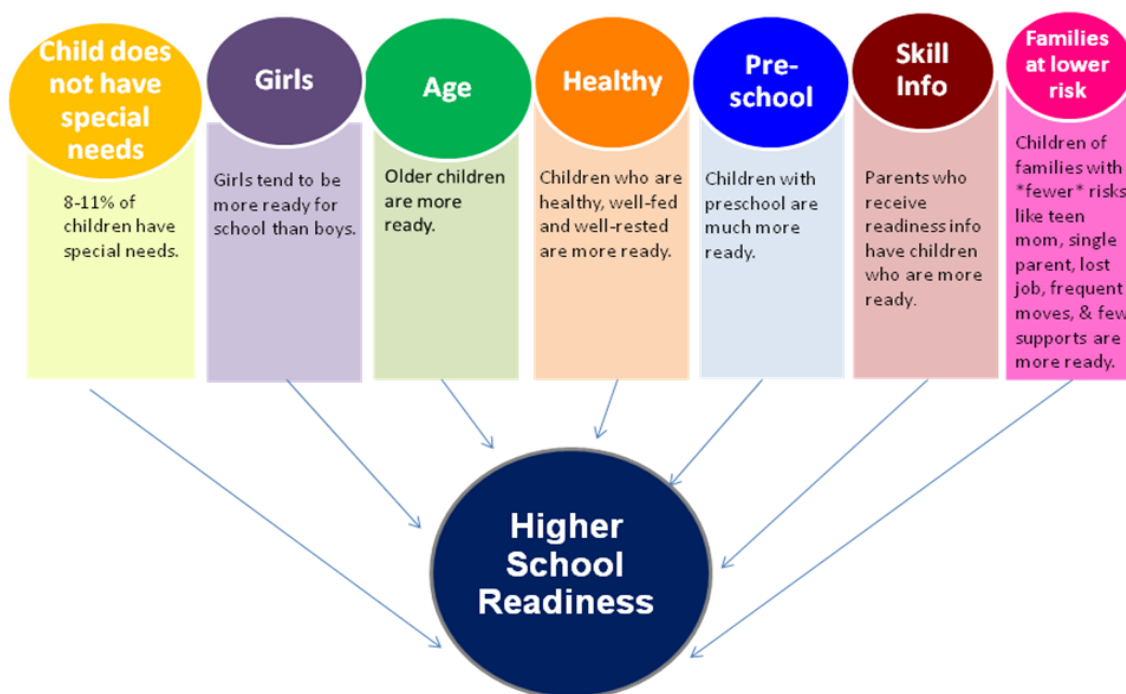 Child does
not have
special
needs
8-11% of
children have
special needs.
Girls
Girls tend to be
more ready for
school than boys.
Age
Older children
are more
ready.
Healthy
Children who are
healthy, well-fed
and well-rested
are more ready.
Pre-
school
Children with
preschool are
much more
ready.
Skill
Info
Parents who
receive
readiness info
have children
who are more
ready.
Families
at lower
risk
Children of
families with
*fewer* risks
like teen
mom, single
parent, lost
job, frequent
moves, & few
supports are
more ready.
Higher
School
Readiness